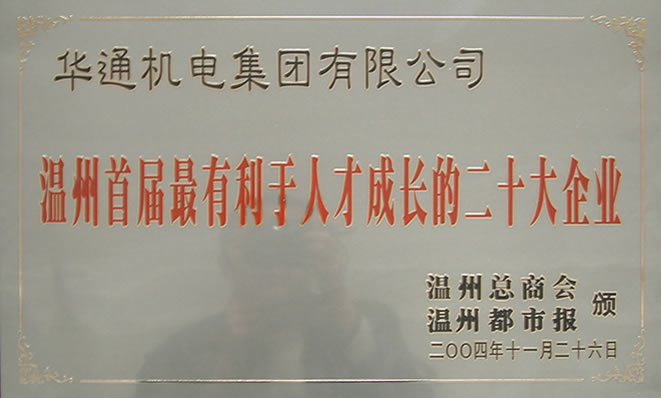 华通机电集团有限公司
温州首届最有利于人才成长的二十大企业
温州总商会
温州都市报
颁
二〇〇四年十一月二十六日